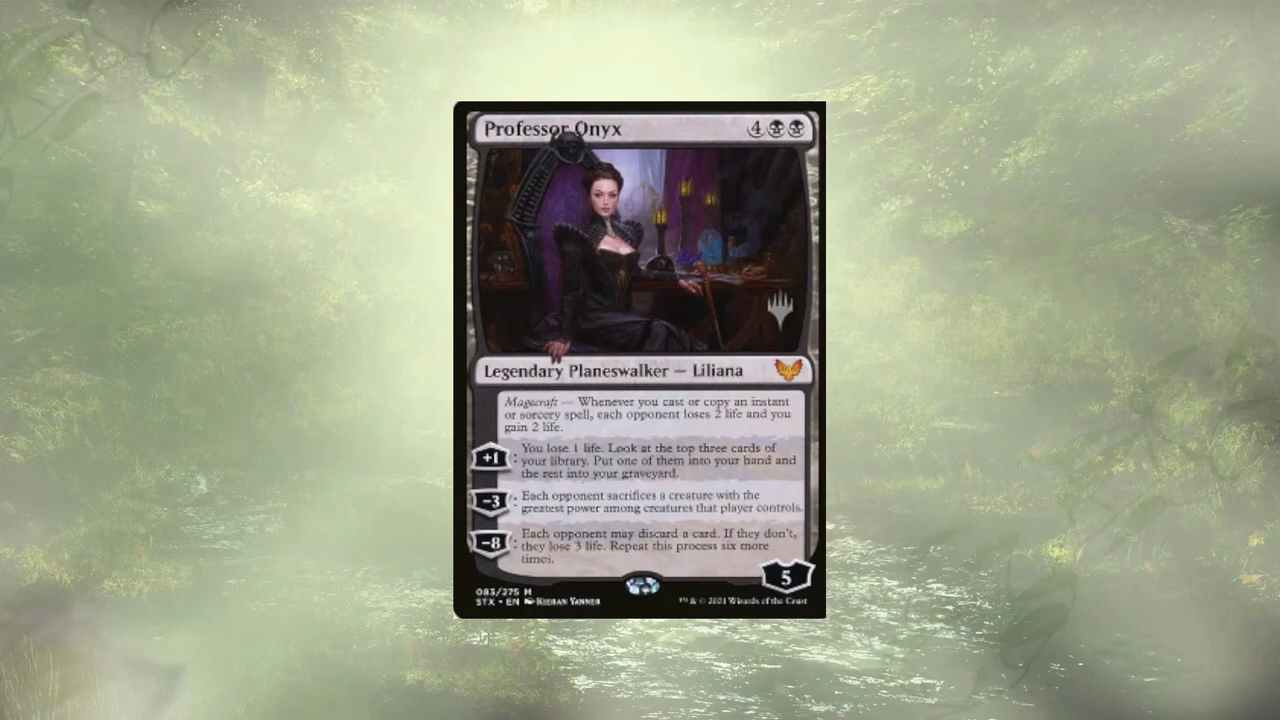 Professor Onyx 4
Legendary Planeswalker — Liliana
Magecraft — Whenever you cast or copy an instant
or sorcery spell, each opponent loses 2 life and you
gain 2 life.
+1: You lose 1 life. Look at the top three cards of
your library. Put one of them into your hand and
the rest into your graveyard.
−3: Each opponent sacrifices a creature with the
greatest power among creatures that player controls.
−8: Each opponent may discard a card. If they don't,
they lose 3 life. Repeat this process six more
times.
5
083/275 M
STX • EN Kieran Yanner
™ & © 2021 Wizards of the Coast